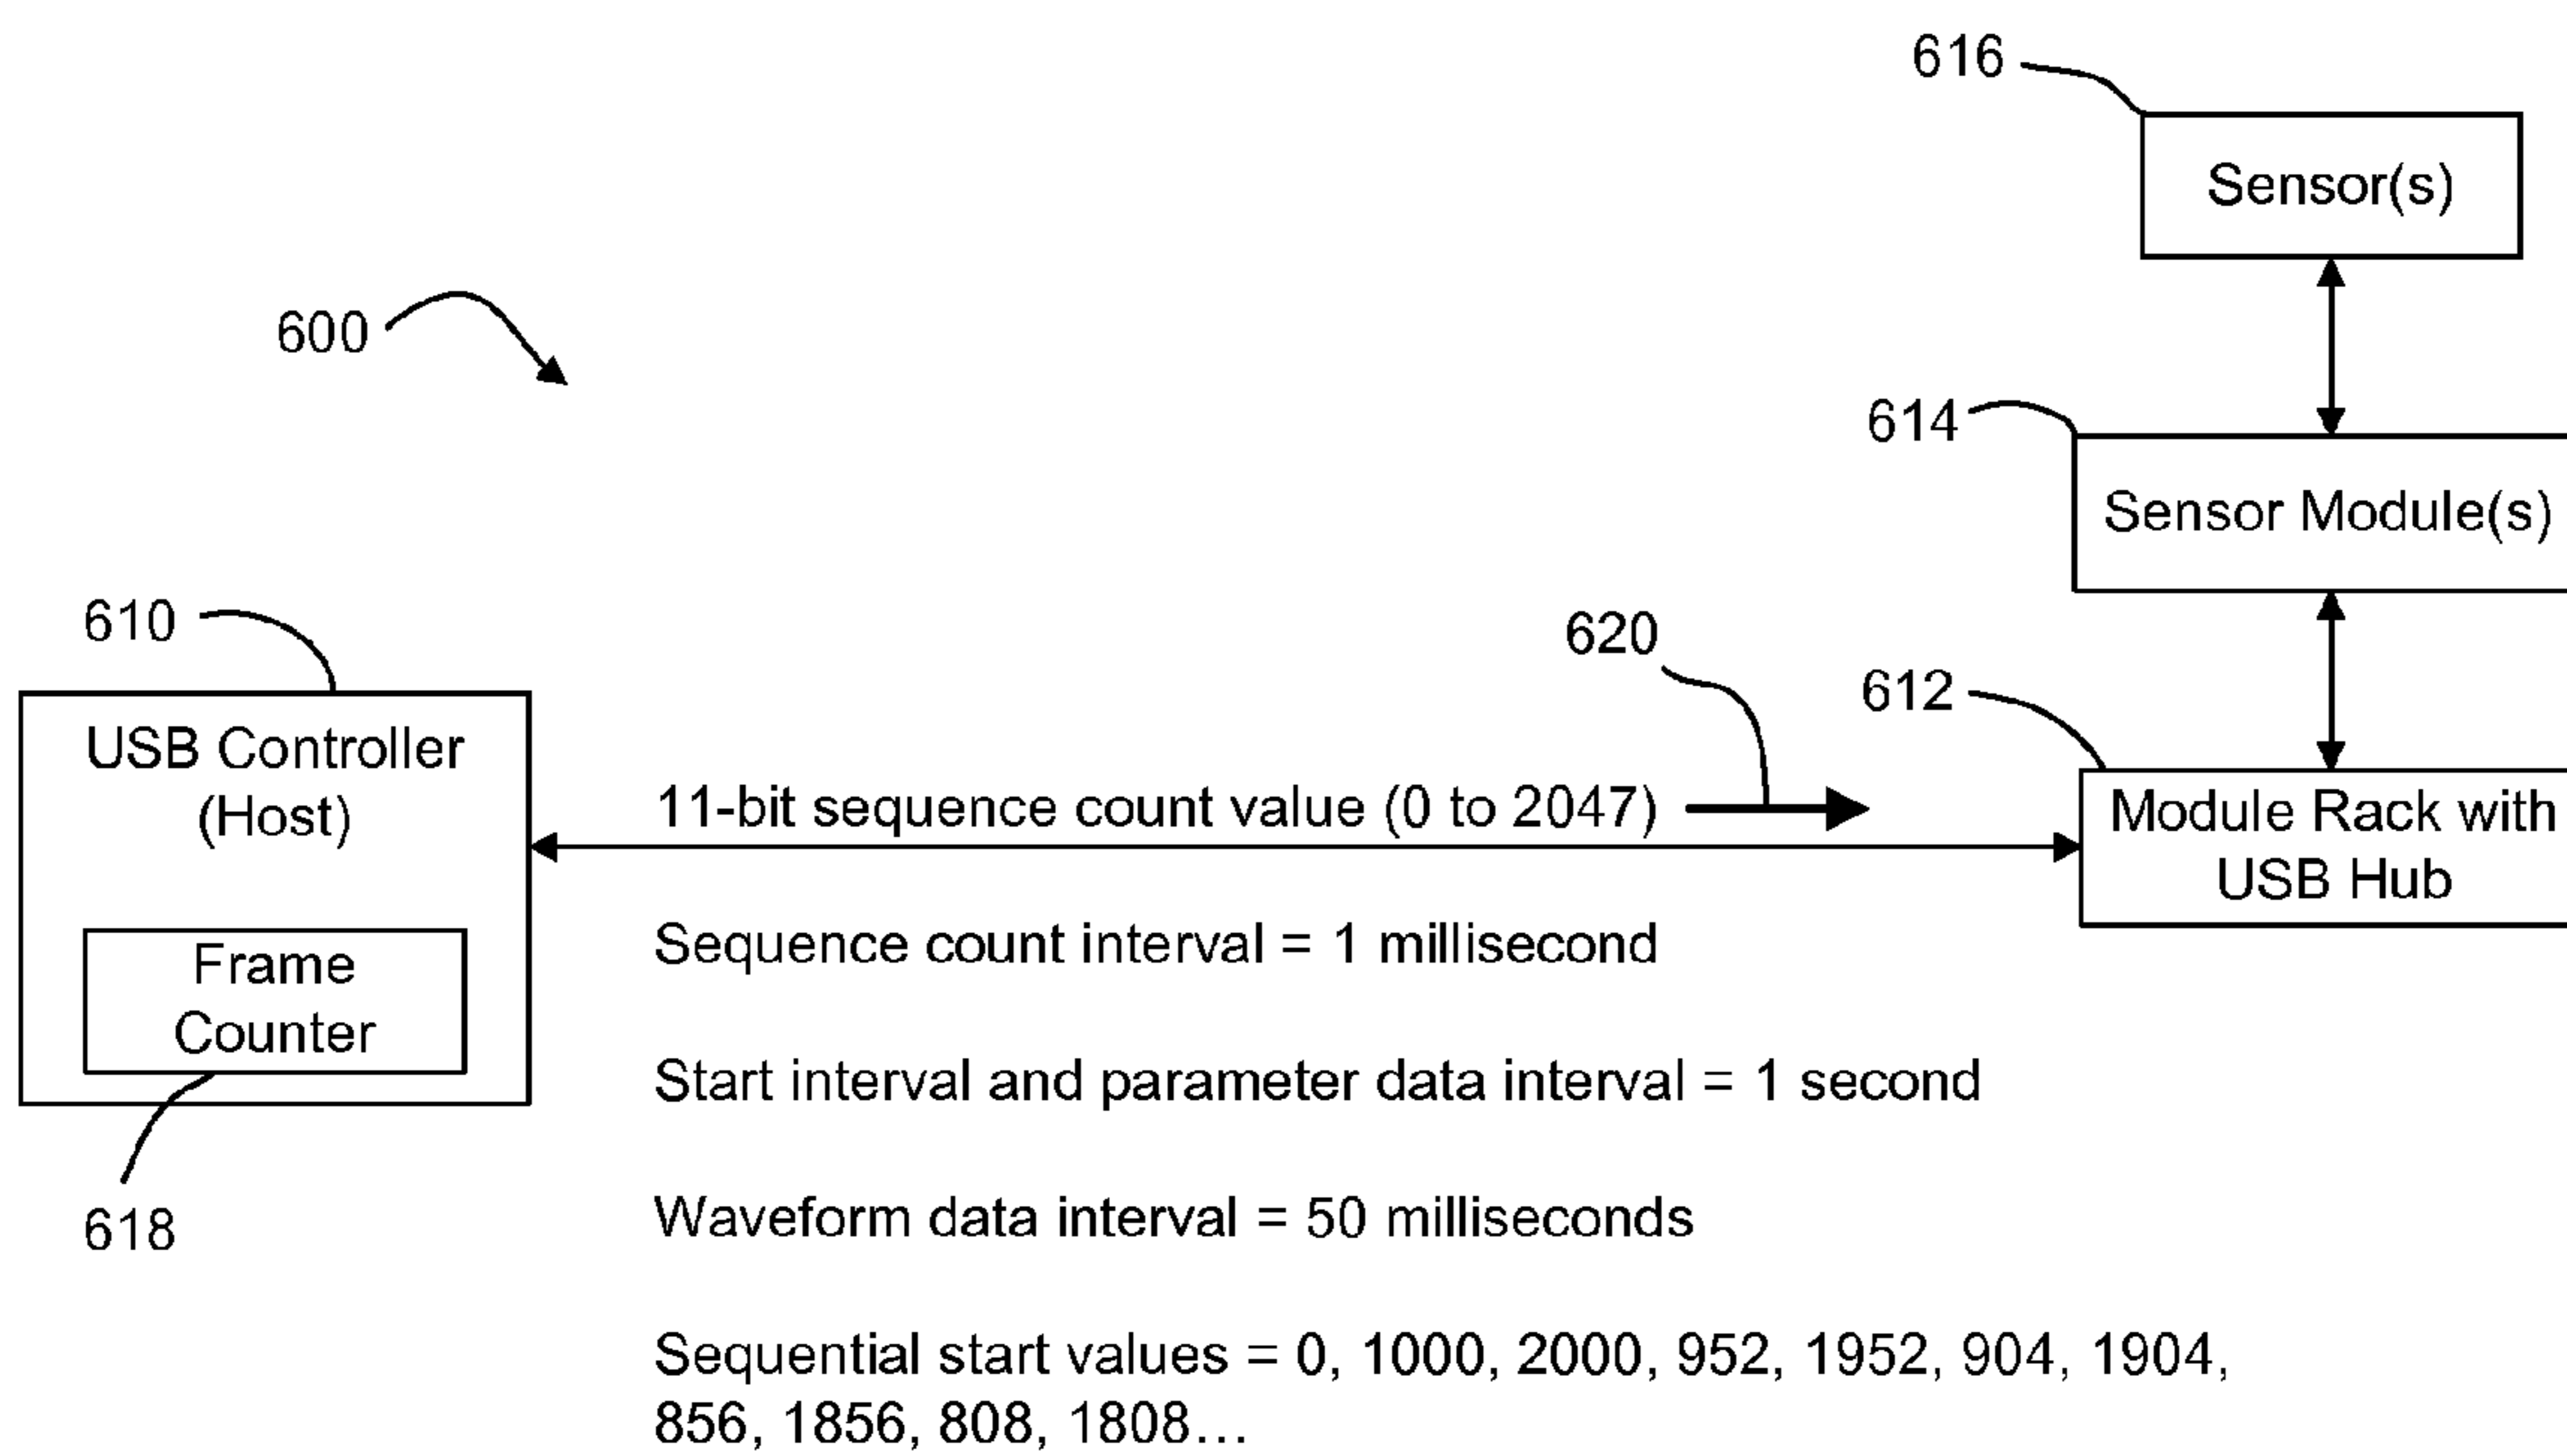 616
Sensor(s)
600
614
Sensor Module(s)
610
620
612
USB Controller
(Host)
11-bit sequence count value (0 to 2047)
Module Rack with
USB Hub
Frame
Counter
618
Sequence count interval = 1 millisecond
Start interval and parameter data interval = 1 second
Waveform data interval = 50 milliseconds
Sequential start values = 0, 1000, 2000, 952, 1952, 904, 1904,
856, 1856, 808, 1808...